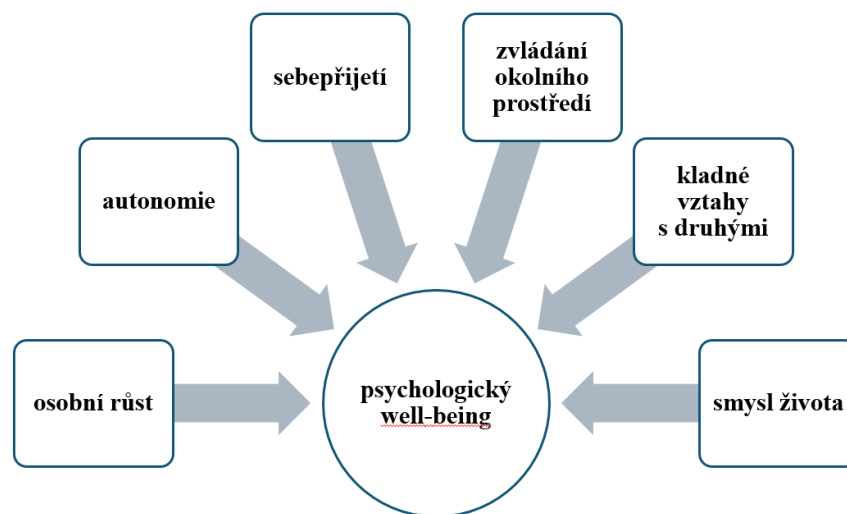 sebepřijetí
zvládání
okolního
prostředí
autonomie
kladné
vztahy
s druhými
osobní růst
psychologický
well-being
smysl života